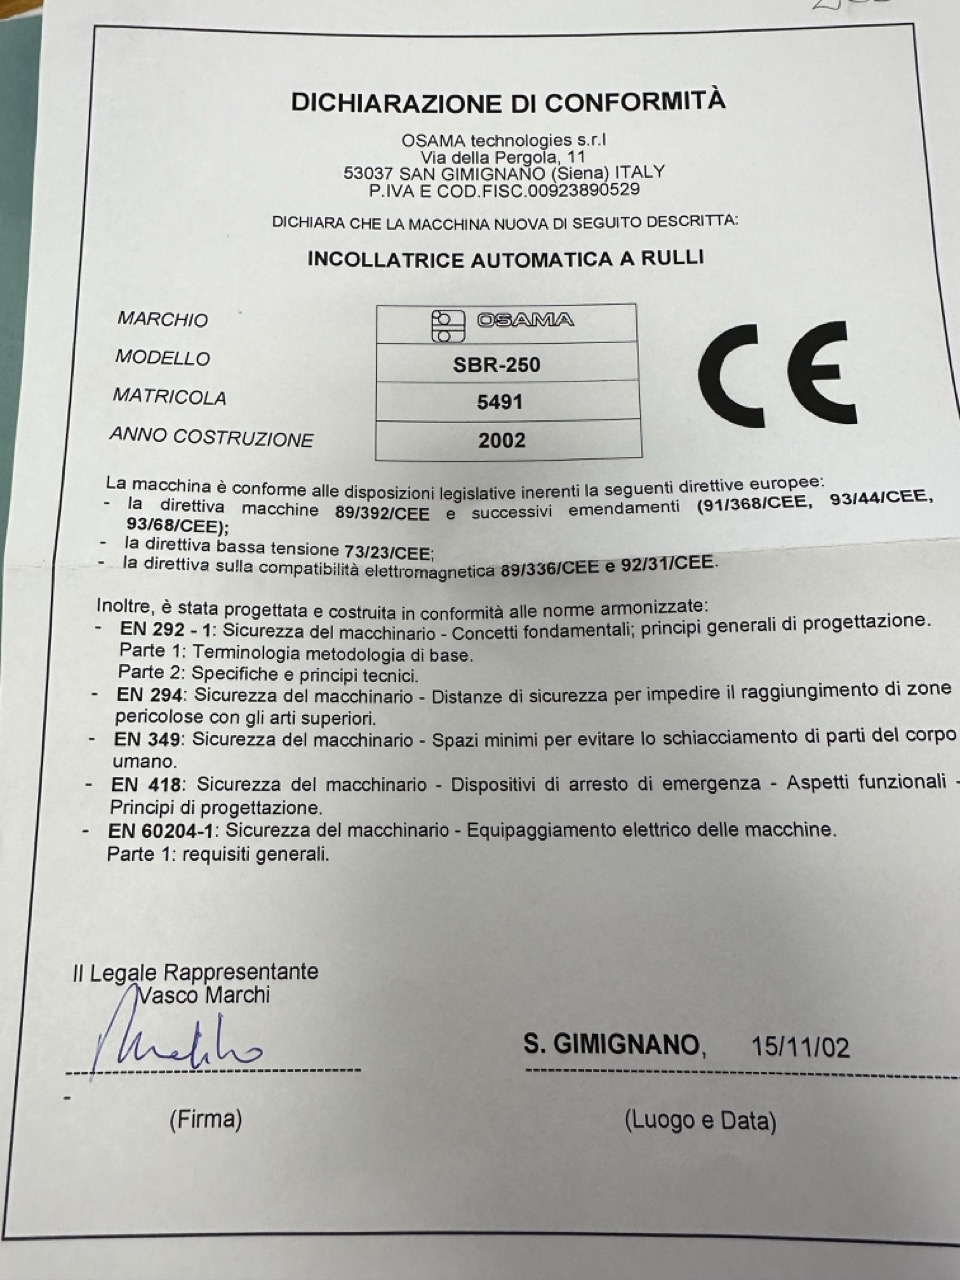 DICHIARAZIONE DI CONFORMITÀ
OSAMA technologies s.r.l
Via della Pergola, 11
53037 SAN GIMIGNANO (Siena) ITALY
P.IVA E COD.FISC.00923890529
DICHIARA CHE LA MACCHINA NUOVA DI SEGUITO DESCRITTA:
INCOLLATRICE AUTOMATICA A RULLI
MARCHIO OSAMA
MODELLO SBR-250
MATRICOLA 5491
ANNO COSTRUZIONE 2002
CE
La macchina è conforme alle disposizioni legislative inerenti la seguenti direttive europee:
- la direttiva macchine 89/392/CEE e successivi emendamenti (91/368/CEE, 93/44/CEE,
93/68/CEE);
- la direttiva bassa tensione 73/23/CEE;
- la direttiva sulla compatibilità elettromagnetica 89/336/CEE e 92/31/CEE.
Inoltre, è stata progettata e costruita in conformità alle norme armonizzate:
- EN 292 - 1: Sicurezza del macchinario - Concetti fondamentali; principi generali di progettazione.
Parte 1: Terminologia metodologia di base.
Parte 2: Specifiche e principi tecnici.
- EN 294: Sicurezza del macchinario - Distanze di sicurezza per impedire il raggiungimento di zone
pericolose con gli arti superiori.
- EN 349: Sicurezza del macchinario - Spazi minimi per evitare lo schiacciamento di parti del corpo
umano.
- EN 418: Sicurezza del macchinario - Dispositivi di arresto di emergenza - Aspetti funzionali -
Principi di progettazione.
- EN 60204-1: Sicurezza del macchinario - Equipaggiamento elettrico delle macchine.
Parte 1: requisiti generali.
Il Legale Rappresentante
Vasco Marchi
S. GIMIGNANO, 15/11/02
-
(Firma)
(Luogo e Data)